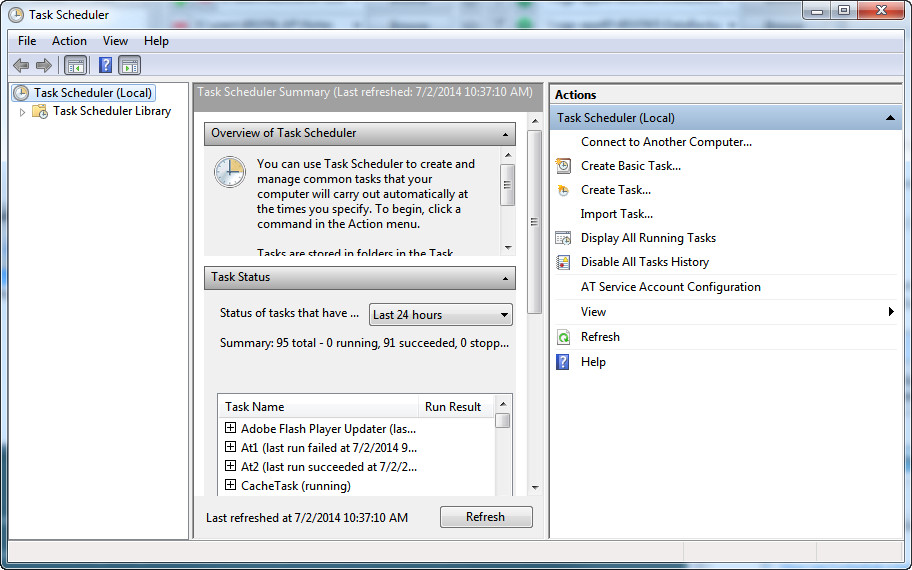 Task Scheduler
File Action View Help
Task Scheduler (Local)
Task Scheduler Library
Task Scheduler Summary (Last refreshed: 7/2/2014 10:37:10 AM)
Overview of Task Scheduler
You can use Task Scheduler to create and
manage common tasks that your
computer will carry out automatically at
the times you specify. To begin, click a
command in the Action menu.
Tasks are stored in folders in the Task
Task Status
Status of tasks that have ... Last 24 hours
Summary: 95 total - 0 running, 91 succeeded, 0 stopp...
Task Name Run Result
Adobe Flash Player Updater (las...
At1 (last run failed at 7/2/2014 9...
At2 (last run succeeded at 7/2/2...
CacheTask (running)
Last refreshed at 7/2/2014 10:37:10 AM Refresh
Actions
Task Scheduler (Local)
Connect to Another Computer...
Create Basic Task...
Create Task...
Import Task...
Display All Running Tasks
Disable All Tasks History
AT Service Account Configuration
View
Refresh
Help